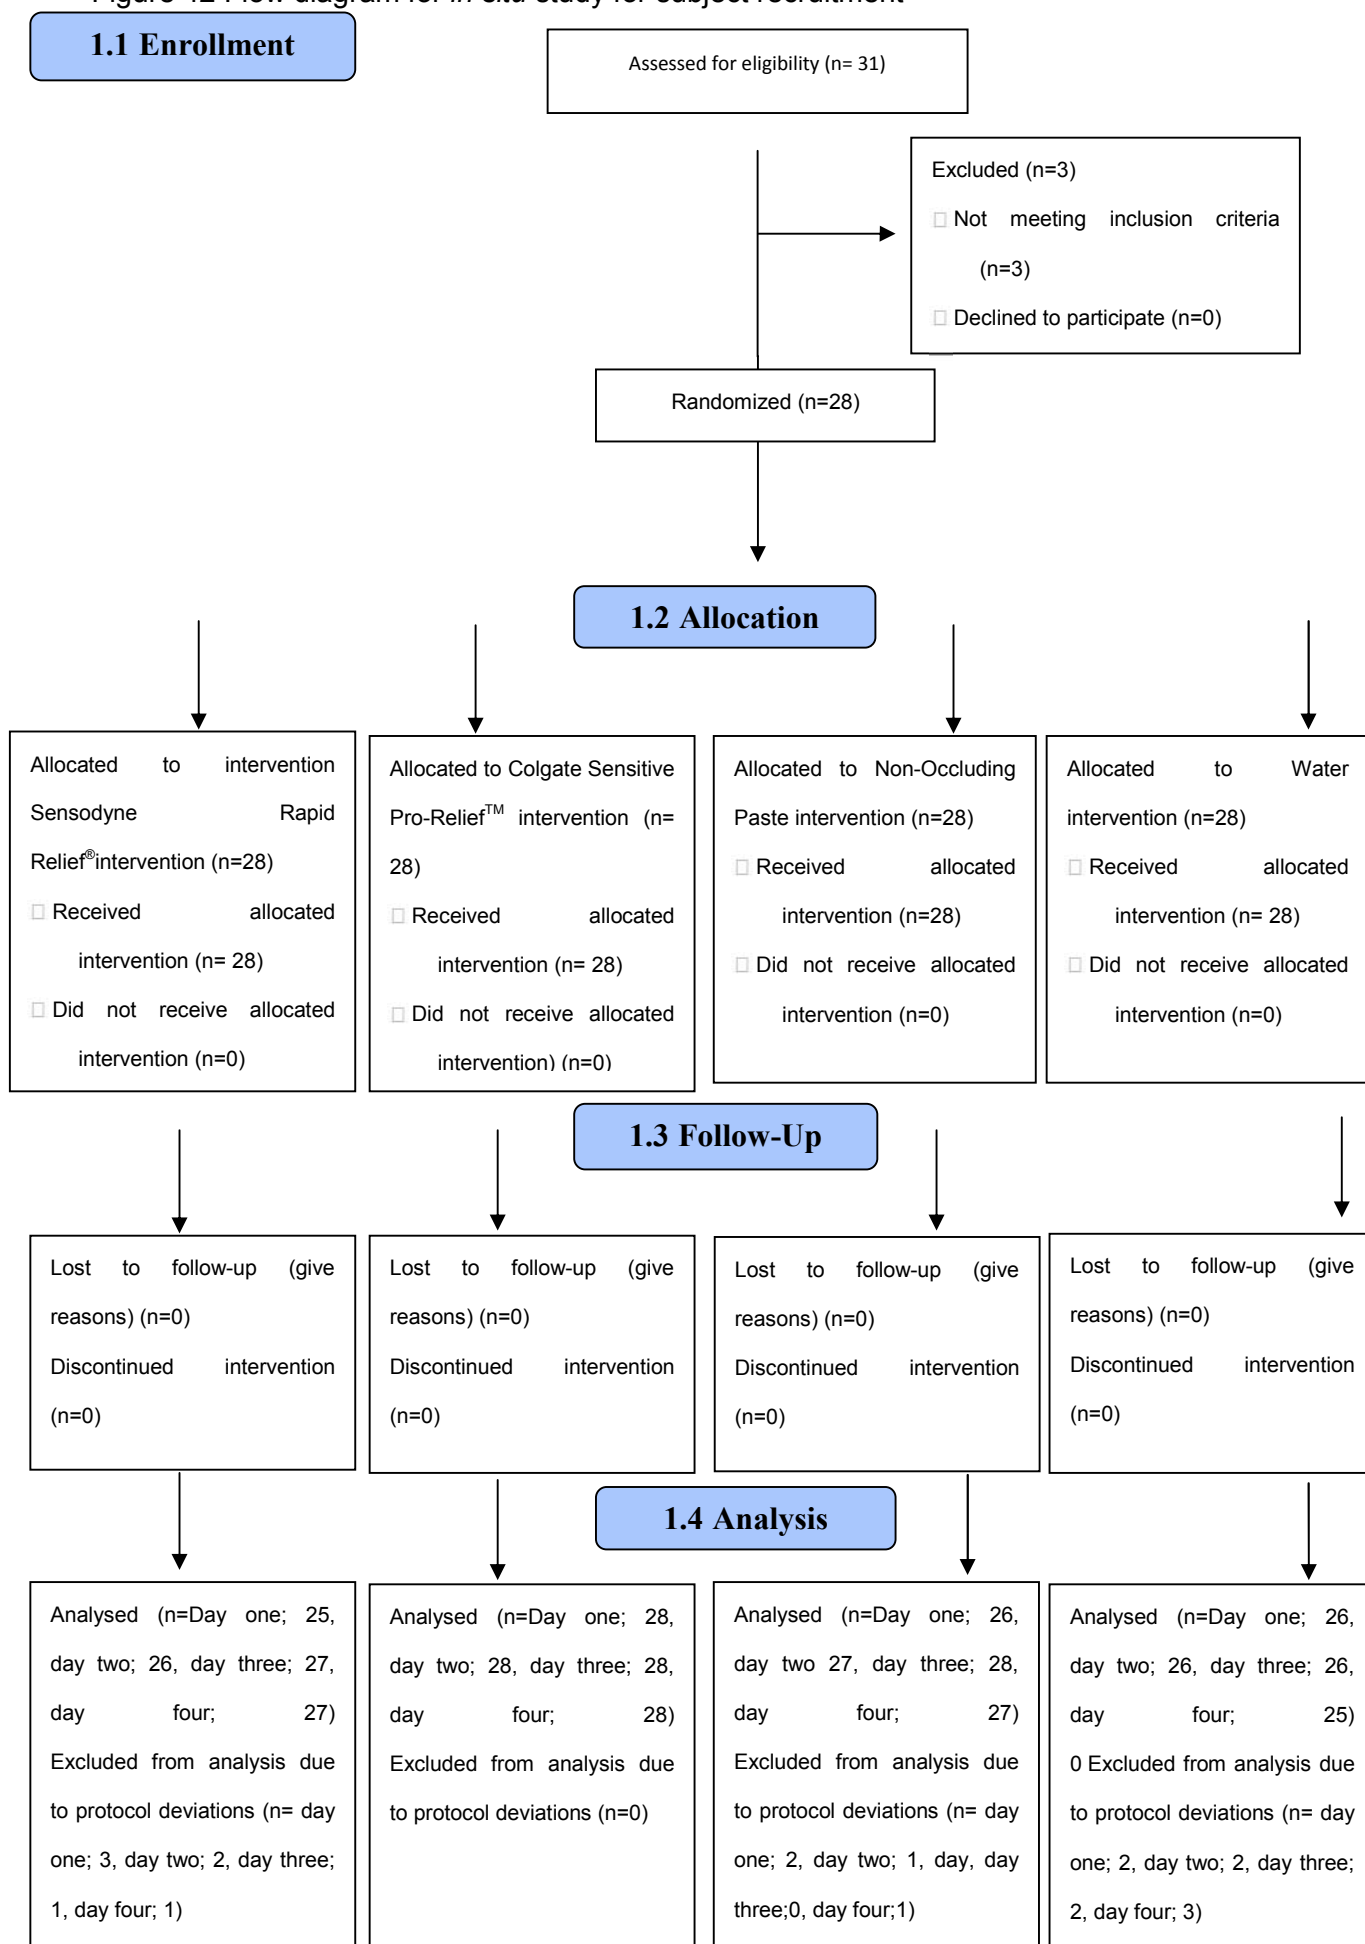 Figure 12 Flow diagram for in situ study for subject recruitment
1.1 Enrollment
Assessed for eligibility (n= 31)
Excluded (n=3)
Not meeting inclusion criteria
(n=3)
Declined to participate (n=0)
Randomized (n=28)
1.2 Allocation
Allocated to intervention
Sensodyne Rapid
Relief®intervention (n=28)
Received allocated
intervention (n= 28)
Did not receive allocated
intervention (n=0)
Allocated to Colgate Sensitive
Pro-Relief™ intervention (n=
28)
Received allocated
intervention (n= 28)
Did not receive allocated
intervention) (n=0)
Allocated to Non-Occluding
Paste intervention (n=28)
Received allocated
intervention (n=28)
Did not receive allocated
intervention (n=0)
Allocated to Water
intervention (n=28)
Received allocated
intervention (n= 28)
Did not receive allocated
intervention (n=0)
1.3 Follow-Up
Lost to follow-up (give
reasons) (n=0)
Discontinued intervention
(n=0)
Lost to follow-up (give
reasons) (n=0)
Discontinued intervention
(n=0)
Lost to follow-up (give
reasons) (n=0)
Discontinued intervention
(n=0)
Lost to follow-up (give
reasons) (n=0)
Discontinued intervention
(n=0)
1.4 Analysis
Analysed (n=Day one; 25,
day two; 26, day three; 27,
day four; 27)
Excluded from analysis due
to protocol deviations (n= day
one; 3, day two; 2, day three;
1, day four; 1)
Analysed (n=Day one; 28,
day two; 28, day three; 28,
day four; 28)
Excluded from analysis due
to protocol deviations (n=0)
Analysed (n=Day one; 26,
day two 27, day three; 28,
day four; 27)
Excluded from analysis due
to protocol deviations (n= day
one; 2, day two; 1, day, day
three;0, day four;1)
Analysed (n=Day one; 26,
day two; 26, day three; 26,
day four; 25)
0 Excluded from analysis due
to protocol deviations (n= day
one; 2, day two; 2, day three;
2, day four; 3)